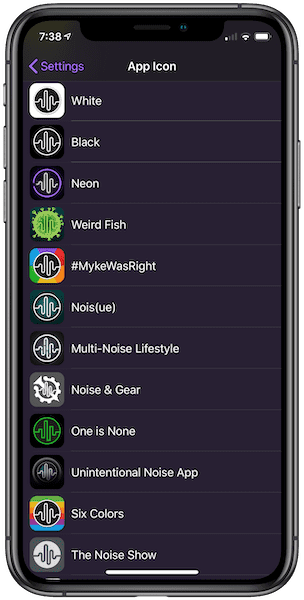 7:38
Settings
App Icon
White
Black
Neon
Weird Fish
#MykeWasRight
Nois(ue)
Multi-Noise Lifestyle
Noise & Gear
One is None
Unintentional Noise App
Six Colors
The Noise Show